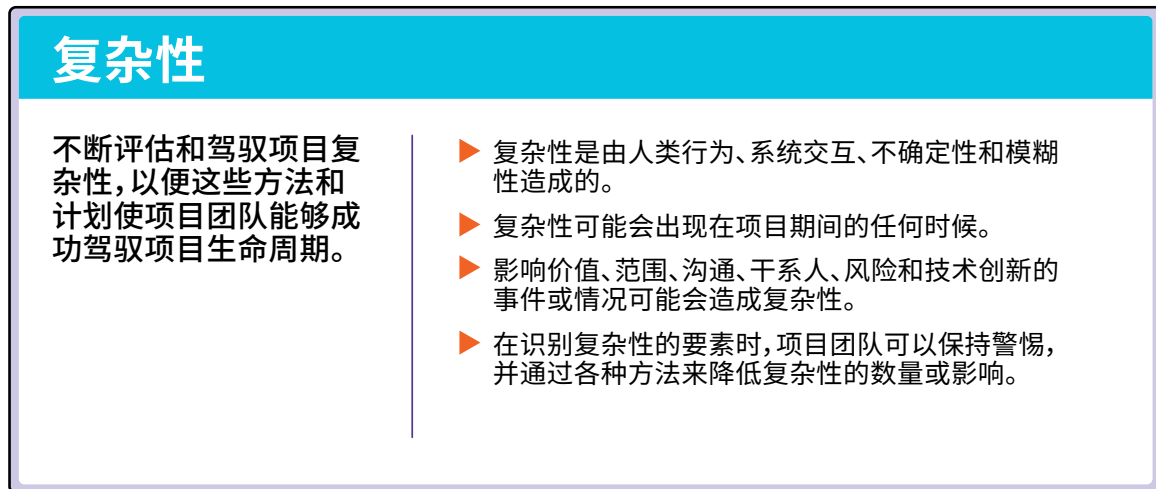 复杂性
不断评估和驾驭项目复
杂性，以便这些方法和
计划使项目团队能够成
功驾驭项目生命周期。
▶ 复杂性是由人类行为、系统交互、不确定性和模糊
性造成的。
▶ 复杂性可能会出现在项目期间的任何时候。
▶ 影响价值、范围、沟通、干系人、风险和技术创新的
事件或情况可能会造成复杂性。
▶ 在识别复杂性的要素时，项目团队可以保持警惕，
并通过各种方法来降低复杂性的数量或影响。